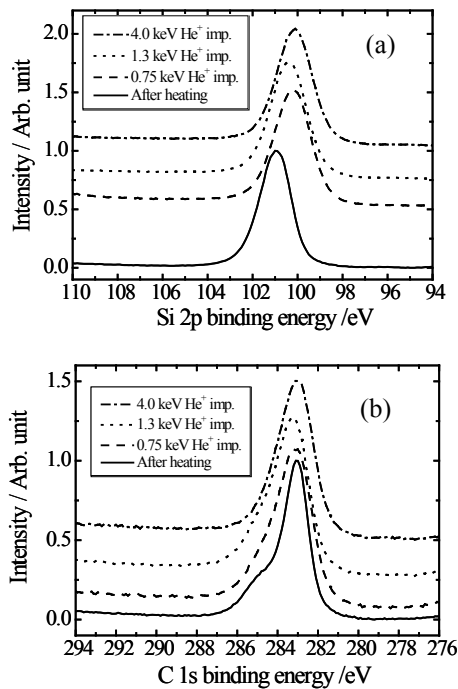 (a)
4.0 keV He⁺ imp.
1.3 keV He⁺ imp.
0.75 keV He⁺ imp.
After heating
Intensity / Arb. unit
2.0
1.5
1.0
0.5
0.0
110 108 106 104 102 100 98 96 94
Si 2p binding energy /eV
(b)
4.0 keV He⁺ imp.
1.3 keV He⁺ imp.
0.75 keV He⁺ imp.
After heating
Intensity / Arb. unit
1.5
1.0
0.5
0.0
294 292 290 288 286 284 282 280 278 276
C 1s binding energy /eV